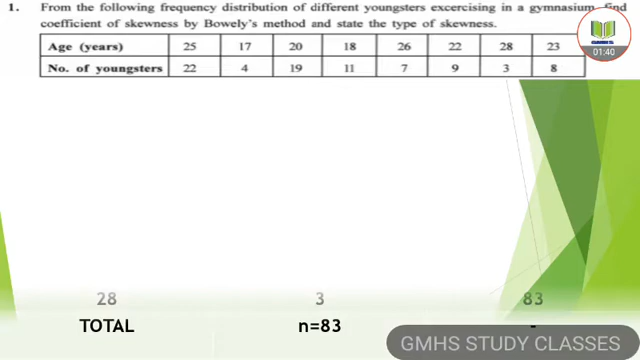 1. From the following frequency distribution of different youngsters excercising in a gymnasium, find
coefficient of skewness by Bowely's method and state the type of skewness.
Age (years) 25 17 20 18 26 22 28 23
No. of youngsters 22 4 19 11 7 9 3 8
01:40
28 3 83
TOTAL n=83 -
GMHS STUDY CLASSES